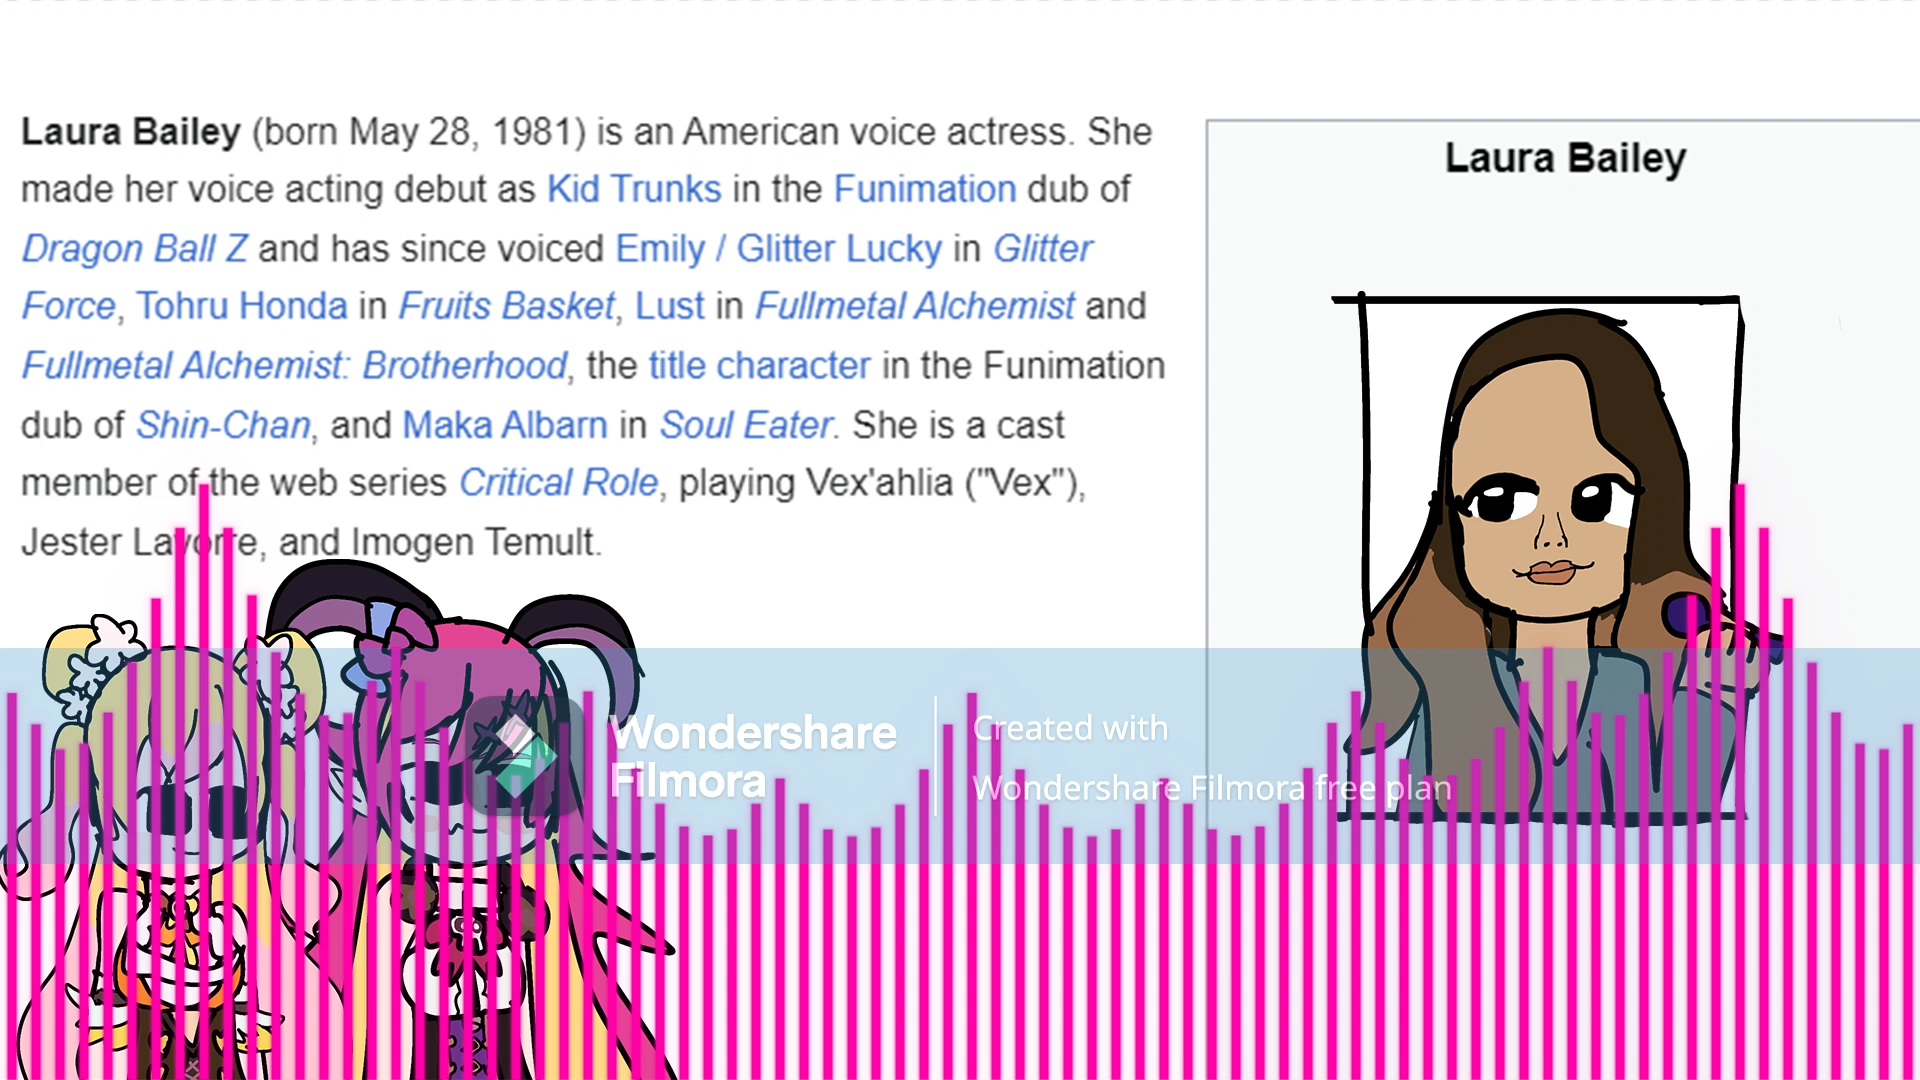 Laura Bailey (born May 28, 1981) is an American voice actress. She
made her voice acting debut as Kid Trunks in the Funimation dub of
Dragon Ball Z and has since voiced Emily / Glitter Lucky in Glitter
Force, Tohru Honda in Fruits Basket, Lust in Fullmetal Alchemist and
Fullmetal Alchemist: Brotherhood, the title character in the Funimation
dub of Shin-Chan, and Maka Albarn in Soul Eater. She is a cast
member of the web series Critical Role, playing Vex'ahlia ("Vex"),
Jester Lavorre, and Imogen Temult.
Laura Bailey
Wondershare
Filmora
Created with
Wondershare Filmora free plan